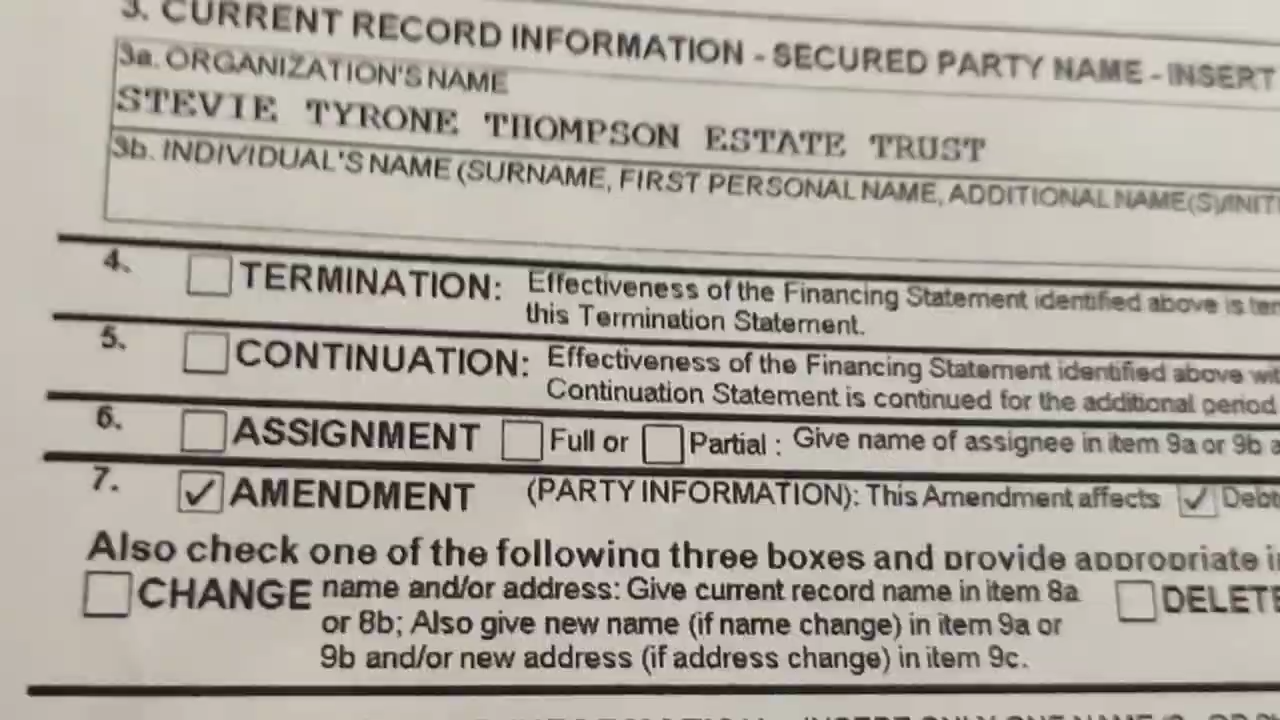 3. CURRENT RECORD INFORMATION - SECURED PARTY NAME - INSERT
3a. ORGANIZATION'S NAME
STEVIE TYRONE THOMPSON ESTATE TRUST
3b. INDIVIDUAL'S NAME (SURNAME, FIRST PERSONAL NAME, ADDITIONAL NAME(S)/INITI
4. TERMINATION: Effectiveness of the Financing Statement identified above is ter
this Termination Statement.
5. CONTINUATION: Effectiveness of the Financing Statement identified above wit
Continuation Statement is continued for the additional period
6. ASSIGNMENT Full or Partial : Give name of assignee in item 9a or 9b a
7. ✓ AMENDMENT (PARTY INFORMATION): This Amendment affects ✓ Debt
Also check one of the following three boxes and provide appropriate i
CHANGE name and/or address: Give current record name in item 8a DELETE
or 8b; Also give new name (if name change) in item 9a or
9b and/or new address (if address change) in item 9c.